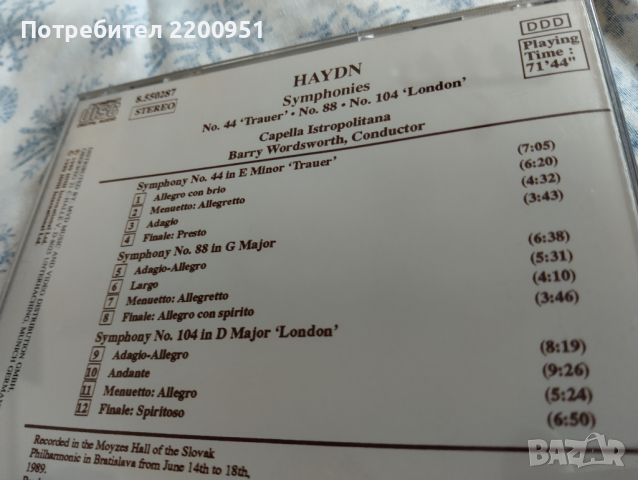 Потребител 2200951
DDD
Playing
Time :
71'44"
disc
8.550287
STEREO
HAYDN
Symphonies
No. 44 'Trauer' • No. 88 • No. 104 'London'
Capella Istropolitana
Barry Wordsworth, Conductor
Symphony No. 44 in E Minor 'Trauer'
1 Allegro con brio (7:05)
2 Menuetto: Allegretto (6:20)
3 Adagio (4:32)
4 Finale: Presto (3:43)
Symphony No. 88 in G Major
5 Adagio-Allegro (6:38)
6 Largo (5:31)
7 Menuetto: Allegretto (4:10)
8 Finale: Allegro con spirito (3:46)
Symphony No. 104 in D Major 'London'
9 Adagio-Allegro (8:19)
10 Andante (9:26)
11 Menuetto: Allegro (5:24)
12 Finale: Spiritoso (6:50)
Recorded in the Moyzes Hall of the Slovak
Philharmonic in Bratislava from June 14th to 18th,
1989.
bazar